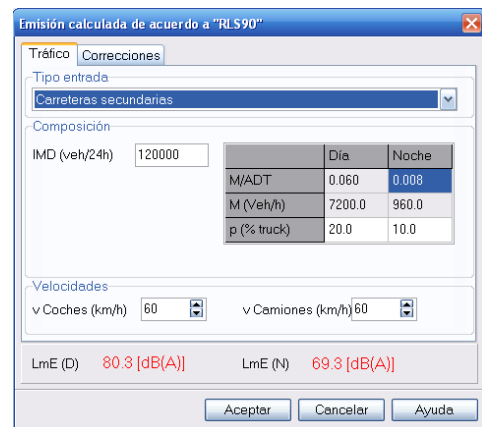 Emisión calculada de acuerdo a "RLS90"
Tráfico Correcciones
Tipo entrada
Carreteras secundarias
Composición
IMD (veh/24h) 120000
Día Noche
M/ADT 0.060 0.008
M (Veh/h) 7200.0 960.0
p (% truck) 20.0 10.0
Velocidades
v Coches (km/h) 60 v Camiones (km/h) 60
LmE (D) 80.3 [dB(A)] LmE (N) 69.3 [dB(A)]
Aceptar Cancelar Ayuda